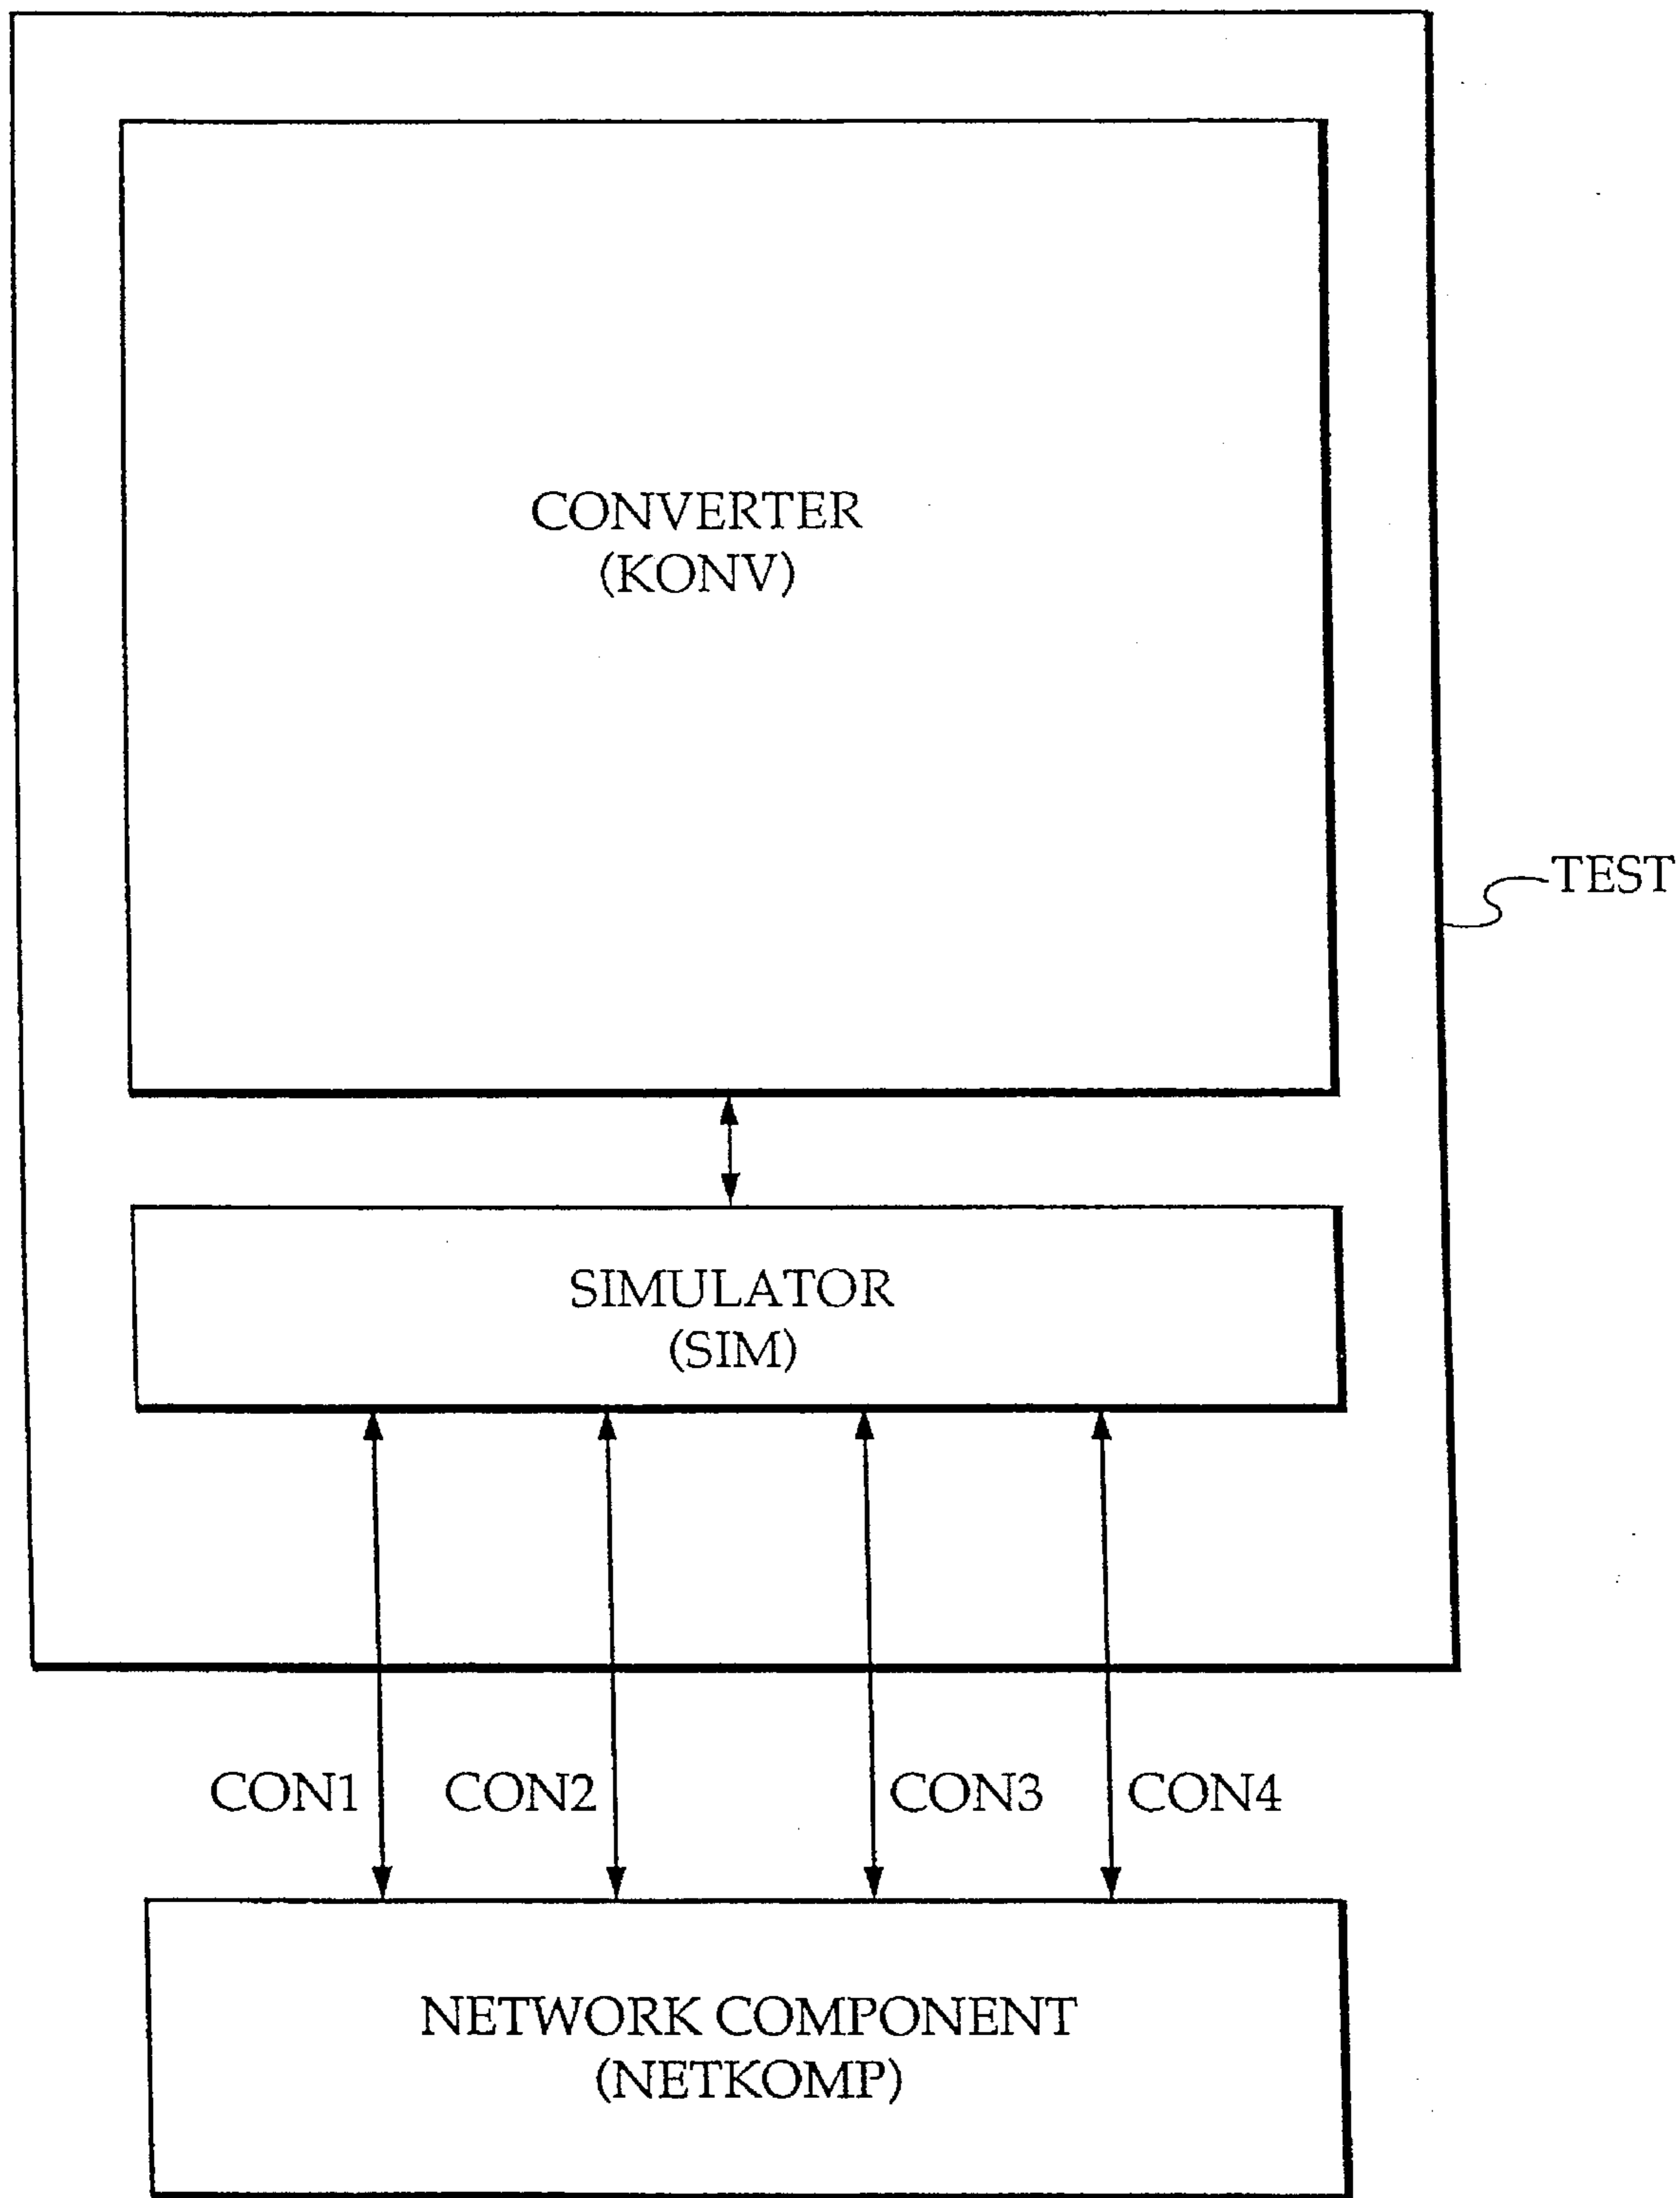 CONVERTER
(KONV)
TEST
SIMULATOR
(SIM)
CON1
CON2
CON3
CON4
NETWORK COMPONENT
(NETKOMP)